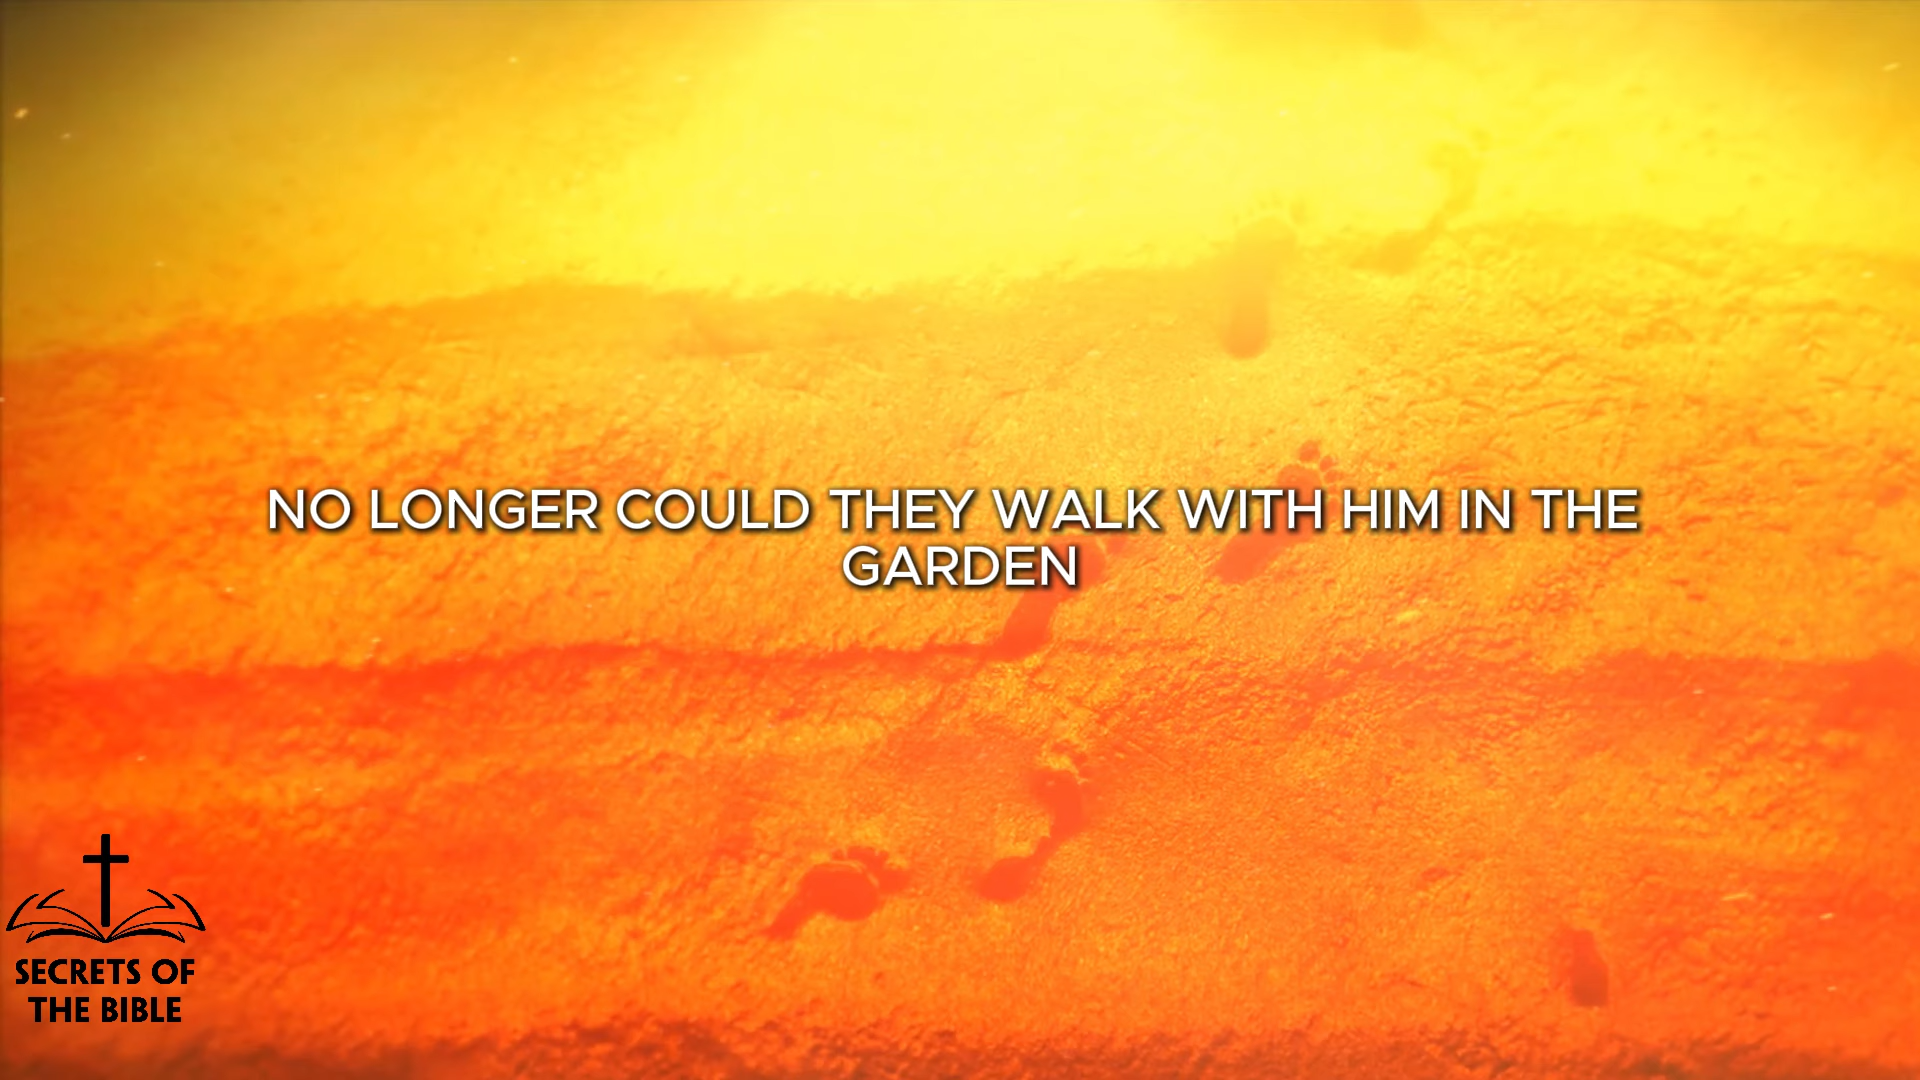 NO LONGER COULD THEY WALK WITH HIM IN THE
GARDEN
SECRETS OF
THE BIBLE